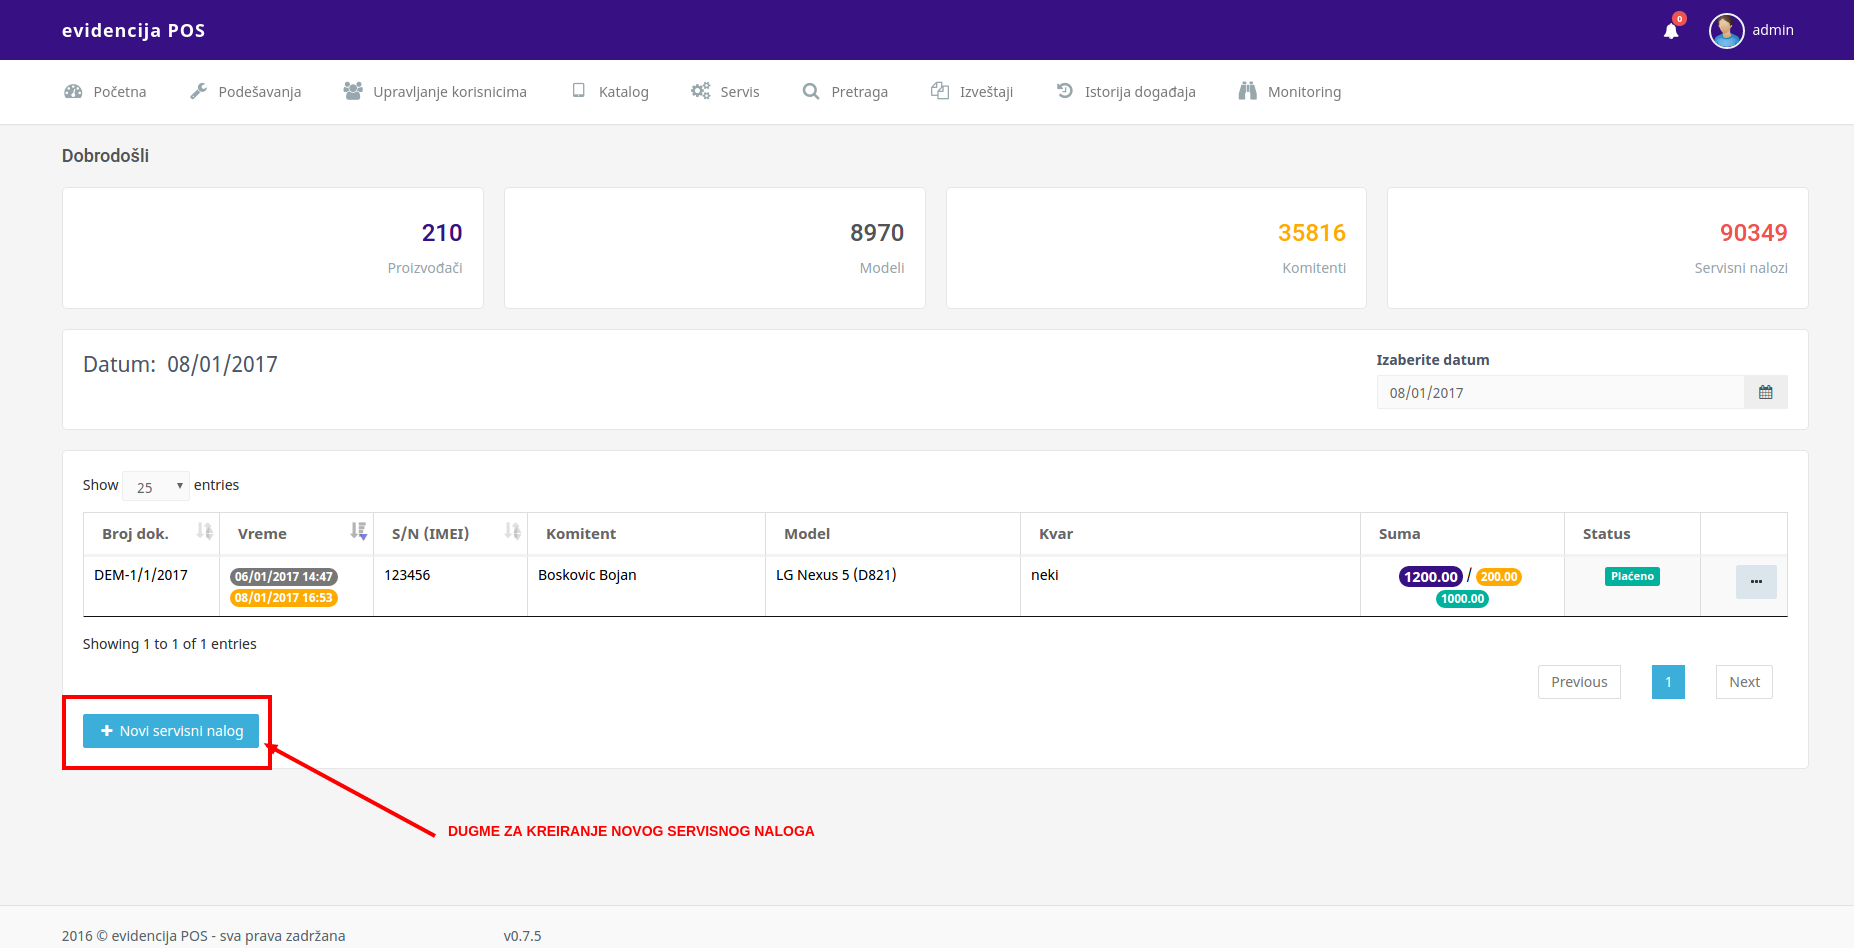 evidencija POS
0
admin
Početna Podešavanja Upravljanje korisnicima Katalog Servis Pretraga Izveštaji Istorija događaja Monitoring
Dobrodošli
210
Proizvođači
8970
Modeli
35816
Komitenti
90349
Servisni nalozi
Datum: 08/01/2017
Izaberite datum
08/01/2017
Show 25 entries
Broj dok. Vreme S/N (IMEI) Komitent Model Kvar Suma Status
DEM-1/1/2017 06/01/2017 14:47 123456 Boskovic Bojan LG Nexus 5 (D821) neki 1200.00 / 200.00 Plaćeno ...
08/01/2017 16:53 1000.00
Showing 1 to 1 of 1 entries
Previous 1 Next
Novi servisni nalog
DUGME ZA KREIRANJE NOVOG SERVISNOG NALOGA
2016 © evidencija POS - sva prava zadržana v0.7.5